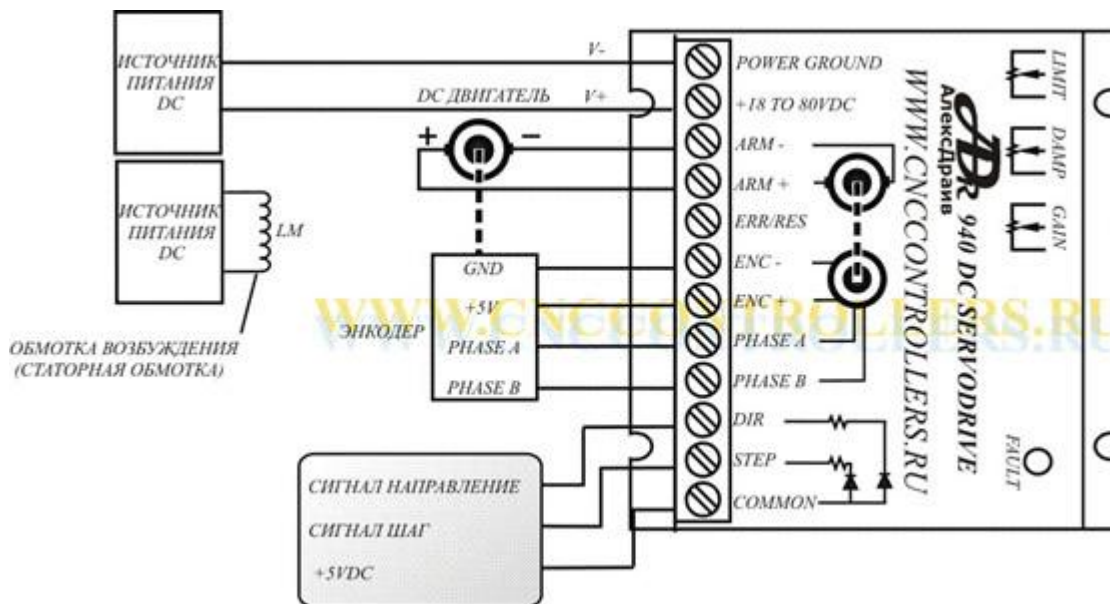 ИСТОЧНИК
ПИТАНИЯ
DC
V-
DC ДВИГАТЕЛЬ
V+
+
−
ИСТОЧНИК
ПИТАНИЯ
DC
LM
ОБМОТКА ВОЗБУЖДЕНИЯ
(СТАТОРНАЯ ОБМОТКА)
ЭНКОДЕР
GND
+5V
PHASE A
PHASE B
СИГНАЛ НАПРАВЛЕНИЕ
СИГНАЛ ШАГ
+5VDC
POWER GROUND
+18 TO 80VDC
ARM -
ARM +
ERR/RES
ENC -
ENC +
PHASE A
PHASE B
DIR
STEP
COMMON
WWW.CNCCONTROLLERS.RU
АлексДрайв
940 DC SERVODRIVE
LIMIT
DAMP
GAIN
FAULT
WWW.CNCCONTROLLERS.RU